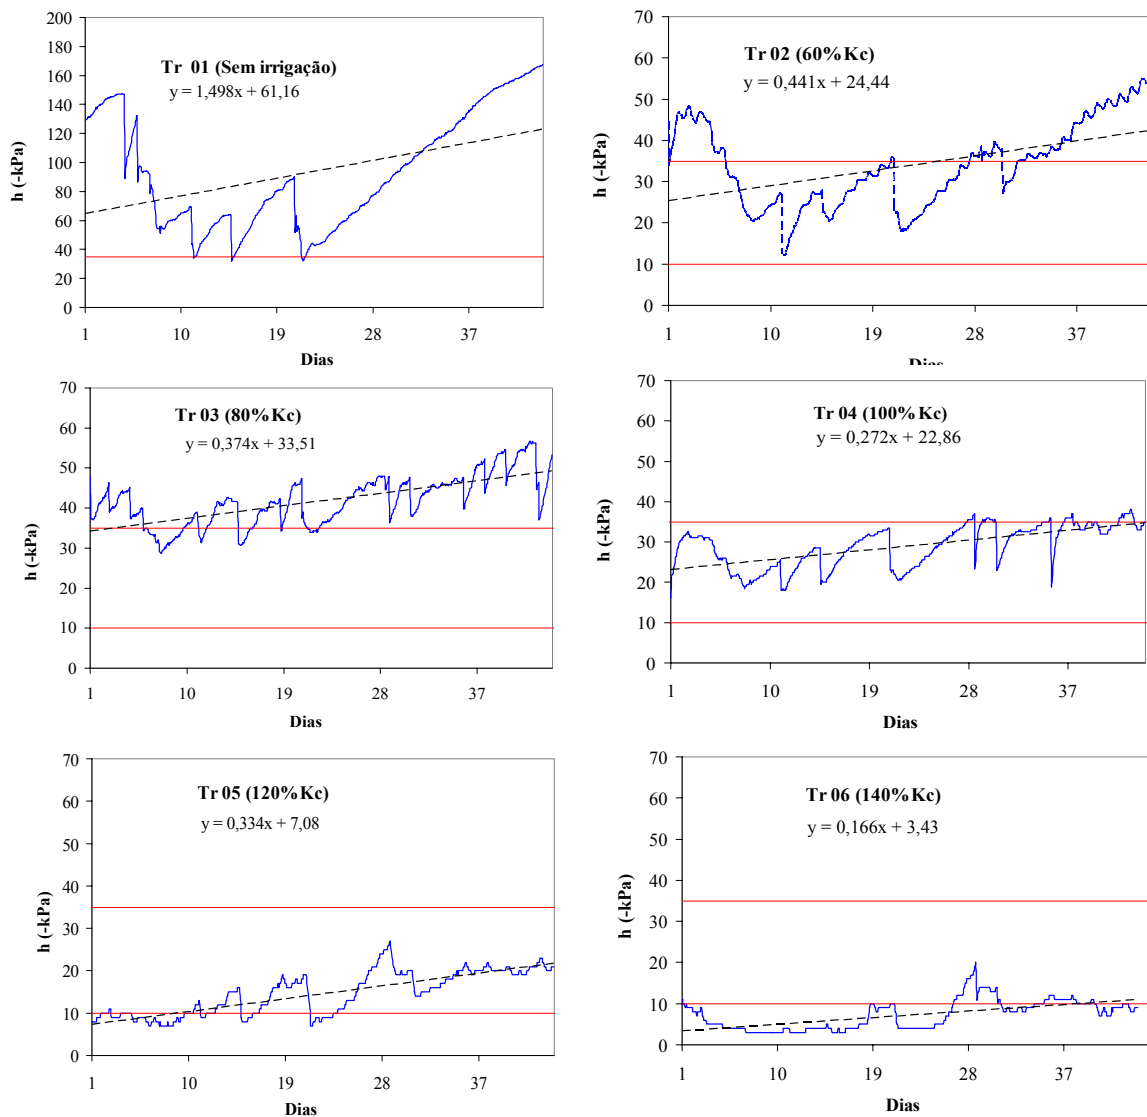 Tr 01 (Sem irrigação)
y = 1,498x + 61,16
h (-kPa)
200
180
160
140
120
100
80
60
40
20
0
1 10 19 28 37
Dias
Tr 02 (60%Kc)
y = 0,441x + 24,44
h (-kPa)
70
60
50
40
30
20
10
0
1 10 19 28 37
Dias
Tr 03 (80%Kc)
y = 0,374x + 33,51
h (-kPa)
70
60
50
40
30
20
10
0
1 10 19 28 37
Dias
Tr 04 (100%Kc)
y = 0,272x + 22,86
h (-kPa)
70
60
50
40
30
20
10
0
1 10 19 28 37
Dias
Tr 05 (120%Kc)
y = 0,334x + 7,08
h (-kPa)
70
60
50
40
30
20
10
0
1 10 19 28 37
Dias
Tr 06 (140%Kc)
y = 0,166x + 3,43
h (-kPa)
70
60
50
40
30
20
10
0
1 10 19 28 37
Dias